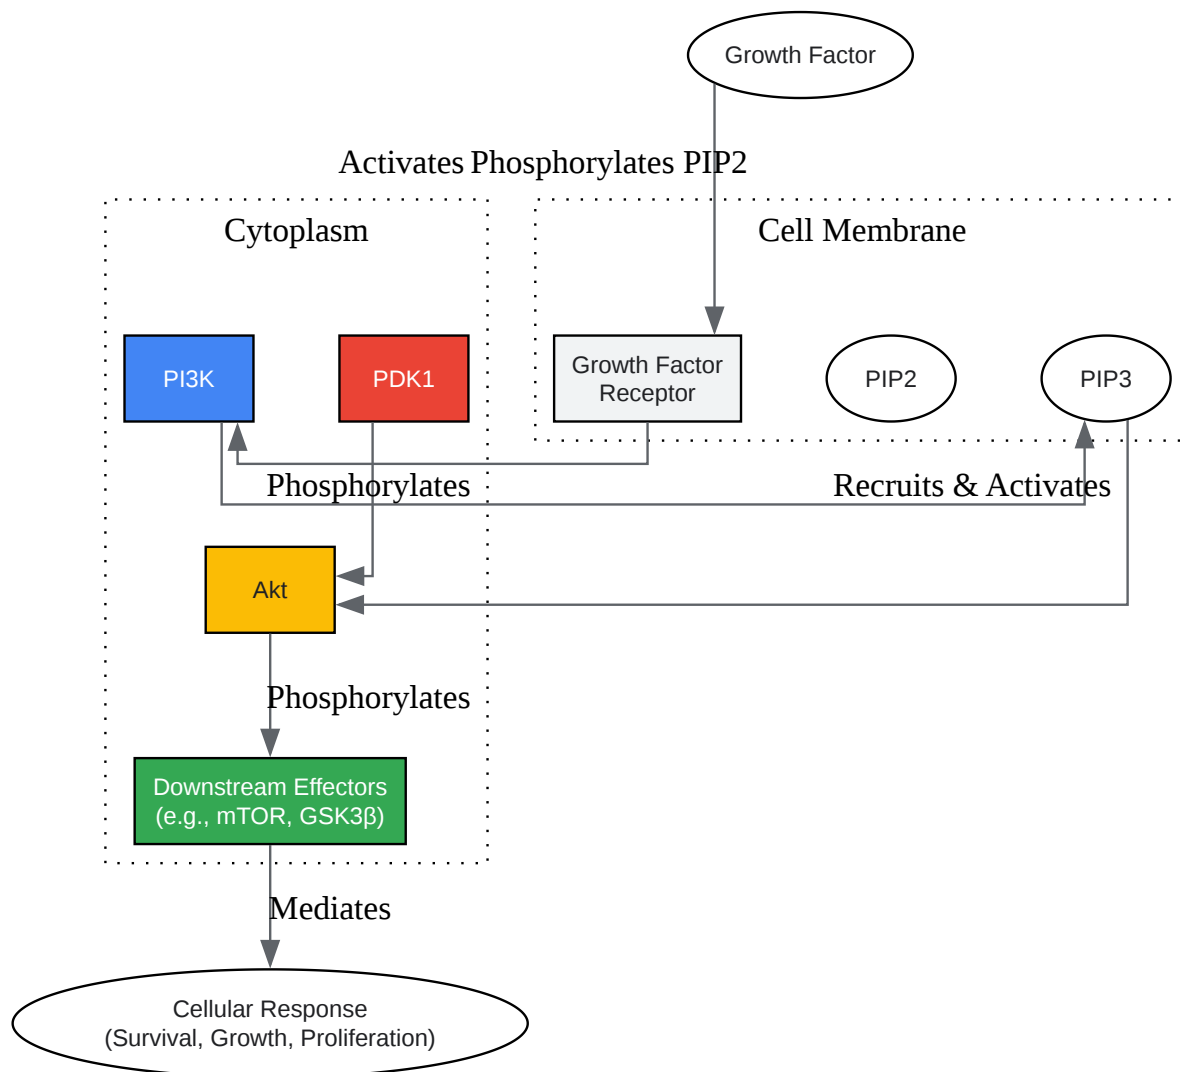 Growth Factor
Activates
Phosphorylates PIP2
Cytoplasm
Cell Membrane
PI3K
PDK1
Growth Factor
Receptor
PIP2
PIP3
Phosphorylates
Recruits & Activates
Akt
Phosphorylates
Downstream Effectors
(e.g., mTOR, GSK3β)
Mediates
Cellular Response
(Survival, Growth, Proliferation)